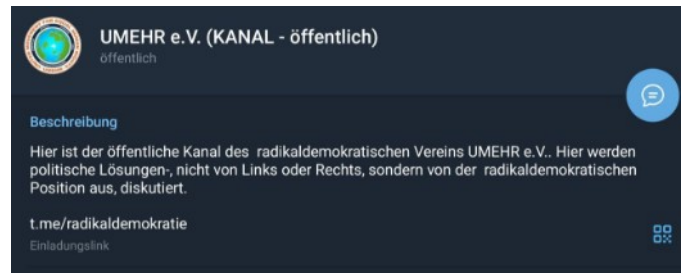 UMEHR e.V. (KANAL - öffentlich)
öffentlich
Beschreibung
Hier ist der öffentliche Kanal des radikaldemokratischen Vereins UMEHR e.V.. Hier werden
politische Lösungen-, nicht von Links oder Rechts, sondern von der radikaldemokratischen
Position aus, diskutiert.
t.me/radikaldemokratie
Einladungslink